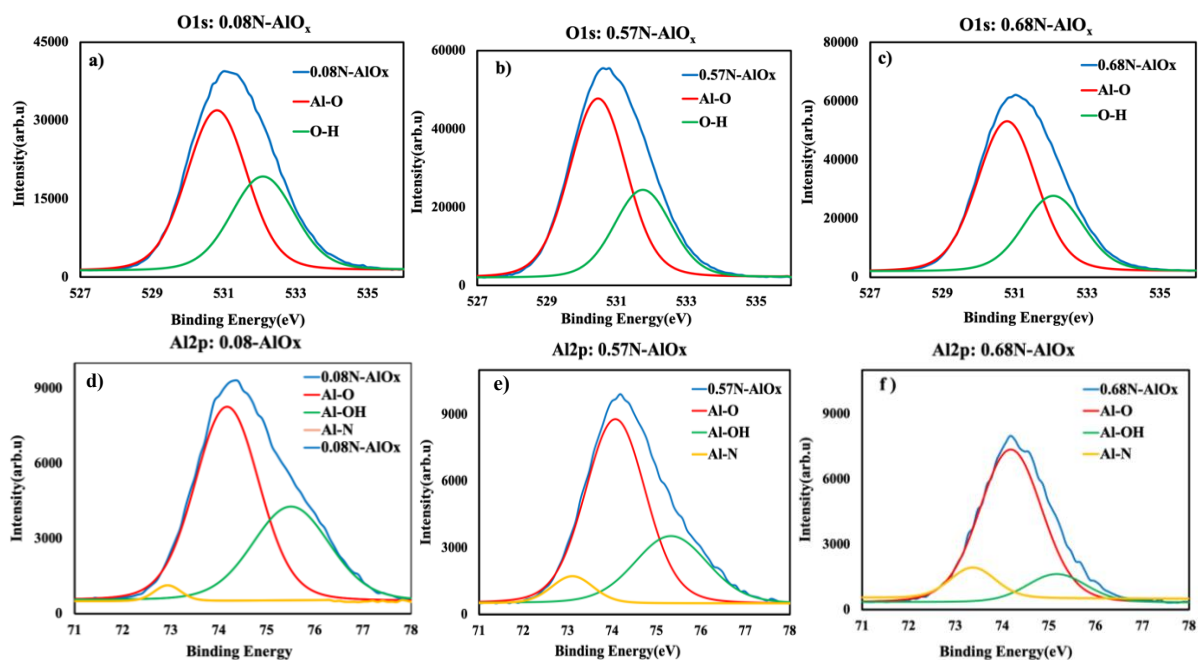 O1s: 0.08N-AlOₓ
a)
0.08N-AlOx
Al-O
O-H
45000
30000
15000
0
Intensity(arb.u)
527 529 531 533 535
Binding Energy(eV)
O1s: 0.57N-AlOₓ
b)
0.57N-AlOx
Al-O
O-H
60000
40000
20000
0
Intensity(arb.u)
527 529 531 533 535
Binding Energy(eV)
O1s: 0.68N-AlOₓ
c)
0.68N-AlOx
Al-O
O-H
80000
60000
40000
20000
0
Intensity(arb.u)
527 529 531 533 535
Binding Energy(ev)
Al2p: 0.08-AlOx
d)
0.08N-AlOx
Al-O
Al-OH
Al-N
0.08N-AlOx
9000
6000
3000
0
Intensity(arb.u)
71 72 73 74 75 76 77 78
Binding Energy
Al2p: 0.57N-AlOx
e)
0.57N-AlOx
Al-O
Al-OH
Al-N
9000
6000
3000
0
Intensity(arb.u)
71 72 73 74 75 76 77 78
Binding Energy(eV)
Al2p: 0.68N-AlOx
f)
0.68N-AlOx
Al-O
Al-OH
Al-N
9000
6000
3000
0
Intensity(arb.u)
71 72 73 74 75 76 77 78
Binding Energy(eV)